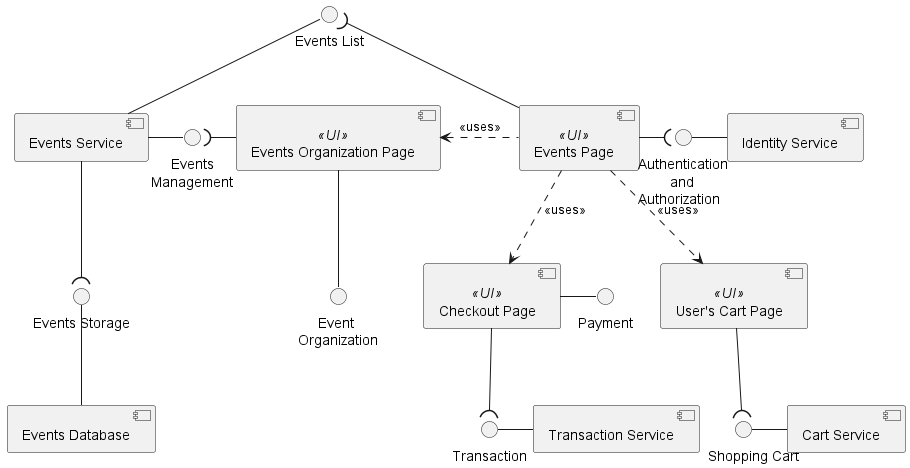 Events List
Events Service
Events
Management
«UI»
Events Organization Page
«uses»
«UI»
Events Page
Authentication
and
Authorization
Identity Service
«uses»
«uses»
Events Storage
Event
Organization
«UI»
Checkout Page
Payment
«UI»
User's Cart Page
Events Database
Transaction
Transaction Service
Shopping Cart
Cart Service